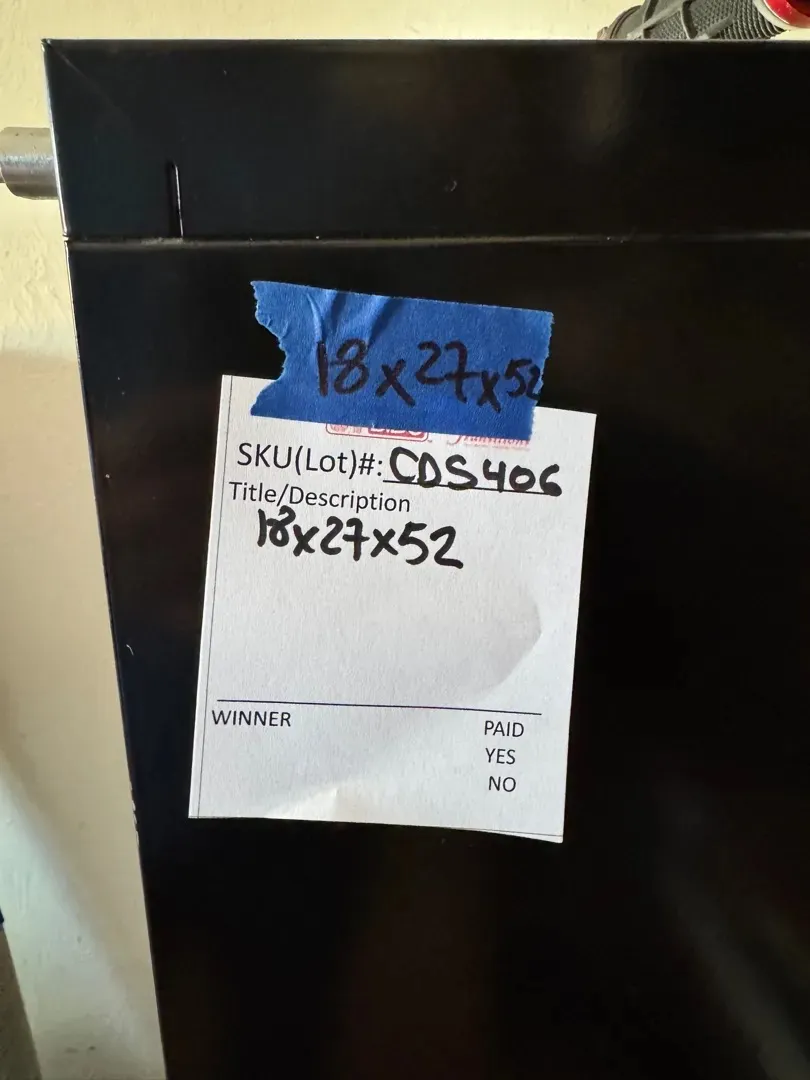 18x27x52
SKU(Lot)#: CDS406
Title/Description
18x27x52
WINNER
PAID
YES
NO